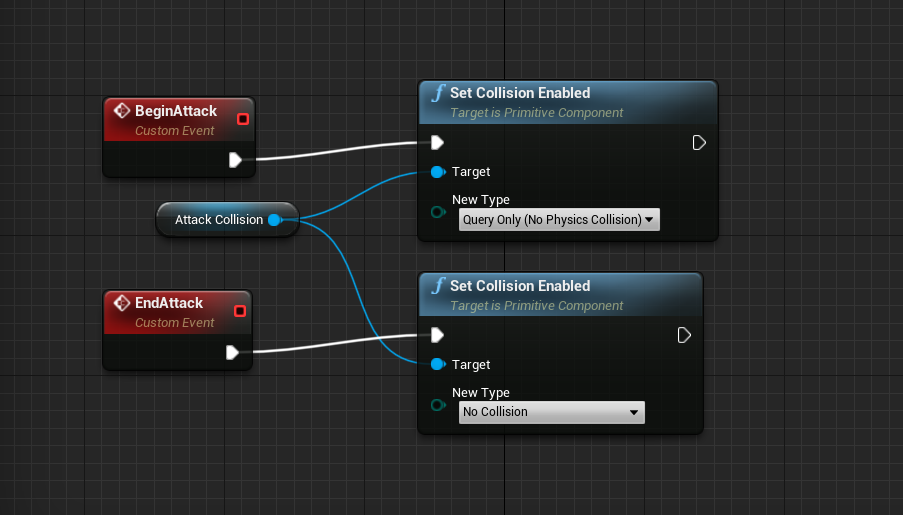 BeginAttack
Custom Event
Set Collision Enabled
Target is Primitive Component
Target
New Type
Query Only (No Physics Collision)
Attack Collision
EndAttack
Custom Event
Set Collision Enabled
Target is Primitive Component
Target
New Type
No Collision